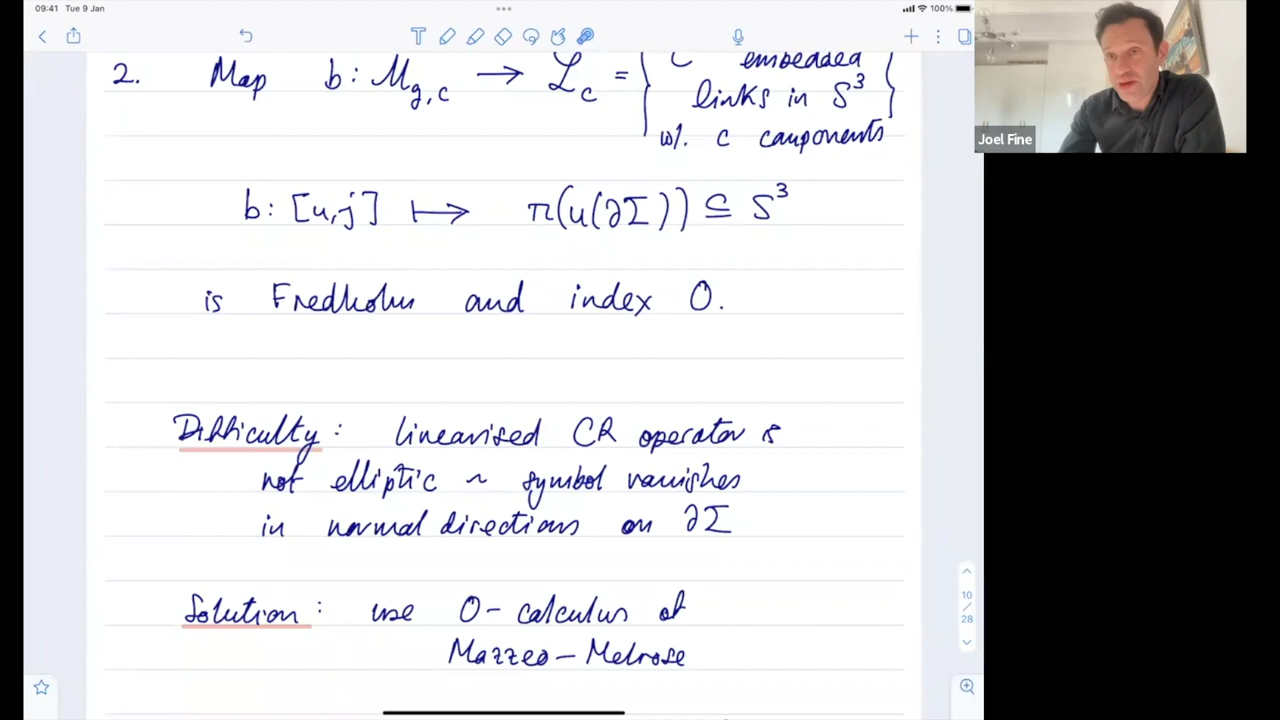 09:41 Tue 9 Jan
100%
2. Map b: M_{g,c} → L_c = { embedded
links in S³
w/. c components }
b: [u,j] ↦ π(u(∂Σ)) ⊆ S³
is Fredholm and index 0.
Difficulty: linearised CR operator is
not elliptic ~ symbol vanishes
in normal directions on ∂Σ
Solution: use 0-calculus of
Mazzeo-Melrose
10
/
28
Joel Fine